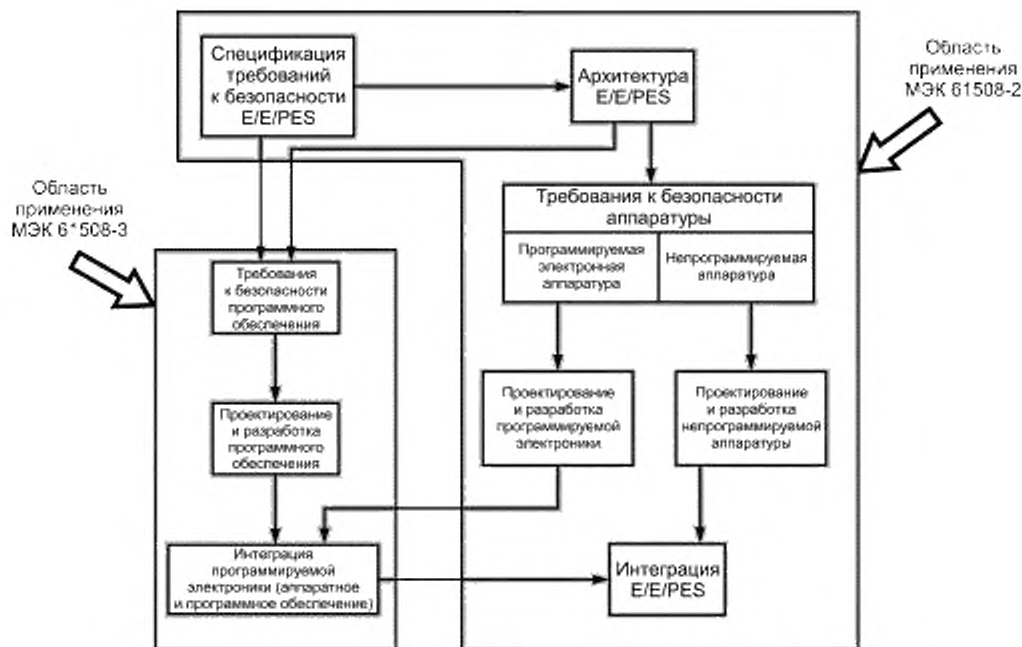 Спецификация
требований
к безопасности
E/E/PES
Архитектура
E/E/PES
Область
применения
МЭК 61508-2
Область
применения
МЭК 6*508-3
Требования к безопасности
аппаратуры
Программируемая
электронная
аппаратура
Непрограммируемая
аппаратура
Требования
к безопасности
программного
обеспечения
Проектирование
и разработка
программного
обеспечения
Проектирование
и разработка
программируемой
электроники
Проектирование
и разработка
непрограммируемой
аппаратуры
Интеграция
программируемой
электроники (аппаратное
и программное обеспечение)
Интеграция
E/E/PES